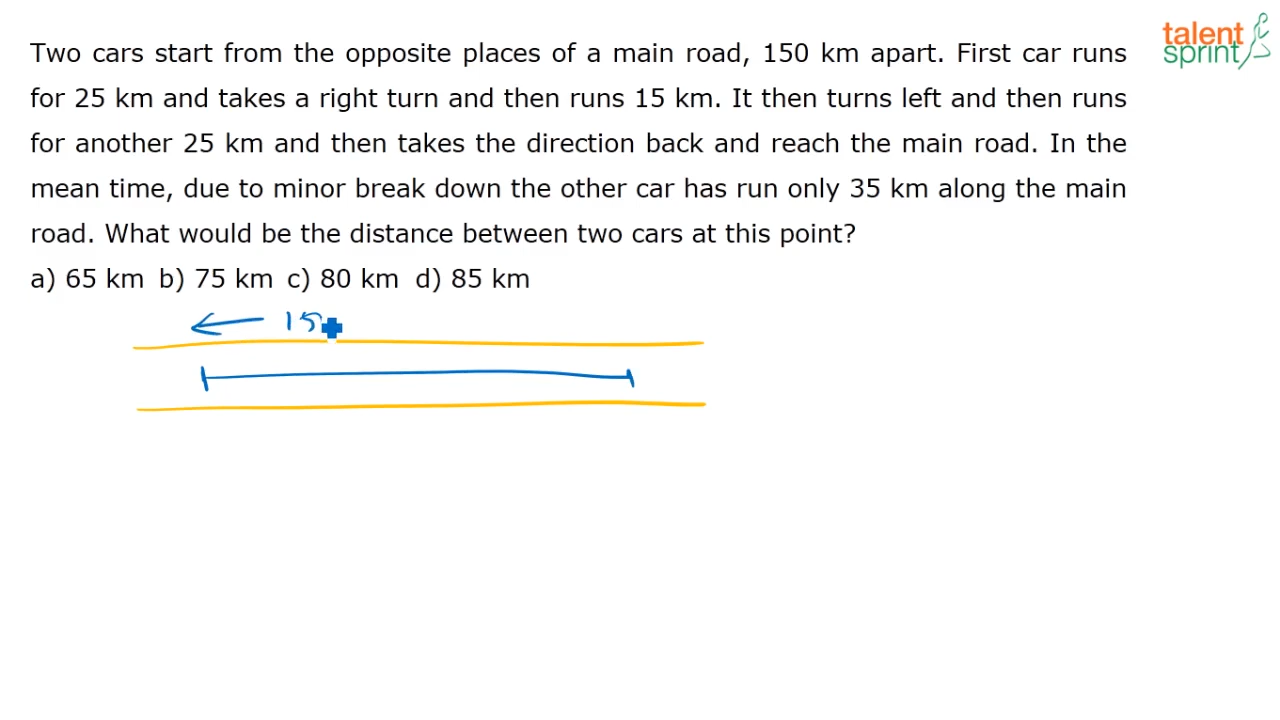 talent
sprint
Two cars start from the opposite places of a main road, 150 km apart. First car runs
for 25 km and takes a right turn and then runs 15 km. It then turns left and then runs
for another 25 km and then takes the direction back and reach the main road. In the
mean time, due to minor break down the other car has run only 35 km along the main
road. What would be the distance between two cars at this point?
a) 65 km b) 75 km c) 80 km d) 85 km
15